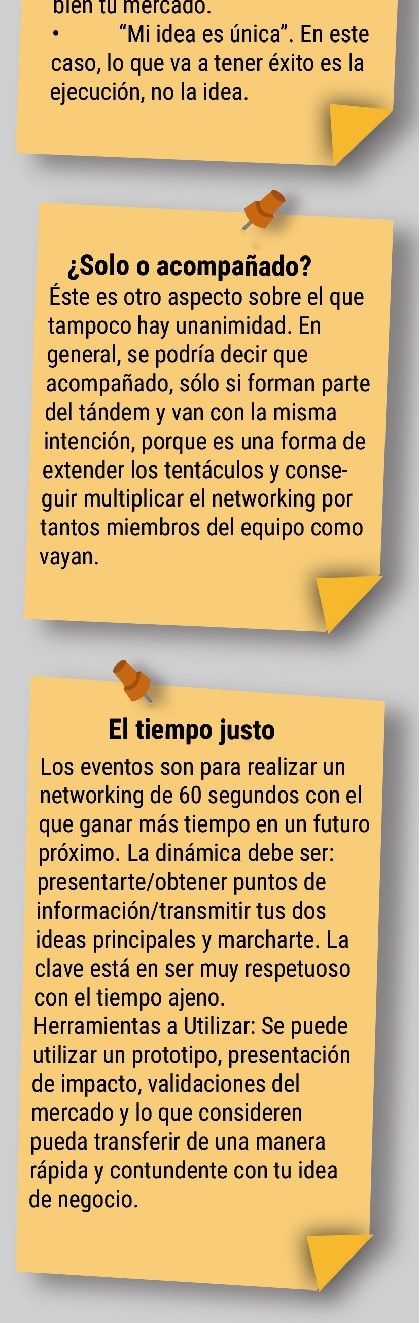 bien tu mercado.
• "Mi idea es única". En este
caso, lo que va a tener éxito es la
ejecución, no la idea.
¿Solo o acompañado?
Éste es otro aspecto sobre el que
tampoco hay unanimidad. En
general, se podría decir que
acompañado, sólo si forman parte
del tándem y van con la misma
intención, porque es una forma de
extender los tentáculos y conse-
guir multiplicar el networking por
tantos miembros del equipo como
vayan.
El tiempo justo
Los eventos son para realizar un
networking de 60 segundos con el
que ganar más tiempo en un futuro
próximo. La dinámica debe ser:
presentarte/obtener puntos de
información/transmitir tus dos
ideas principales y marcharte. La
clave está en ser muy respetuoso
con el tiempo ajeno.
Herramientas a Utilizar: Se puede
utilizar un prototipo, presentación
de impacto, validaciones del
mercado y lo que consideren
pueda transferir de una manera
rápida y contundente con tu idea
de negocio.